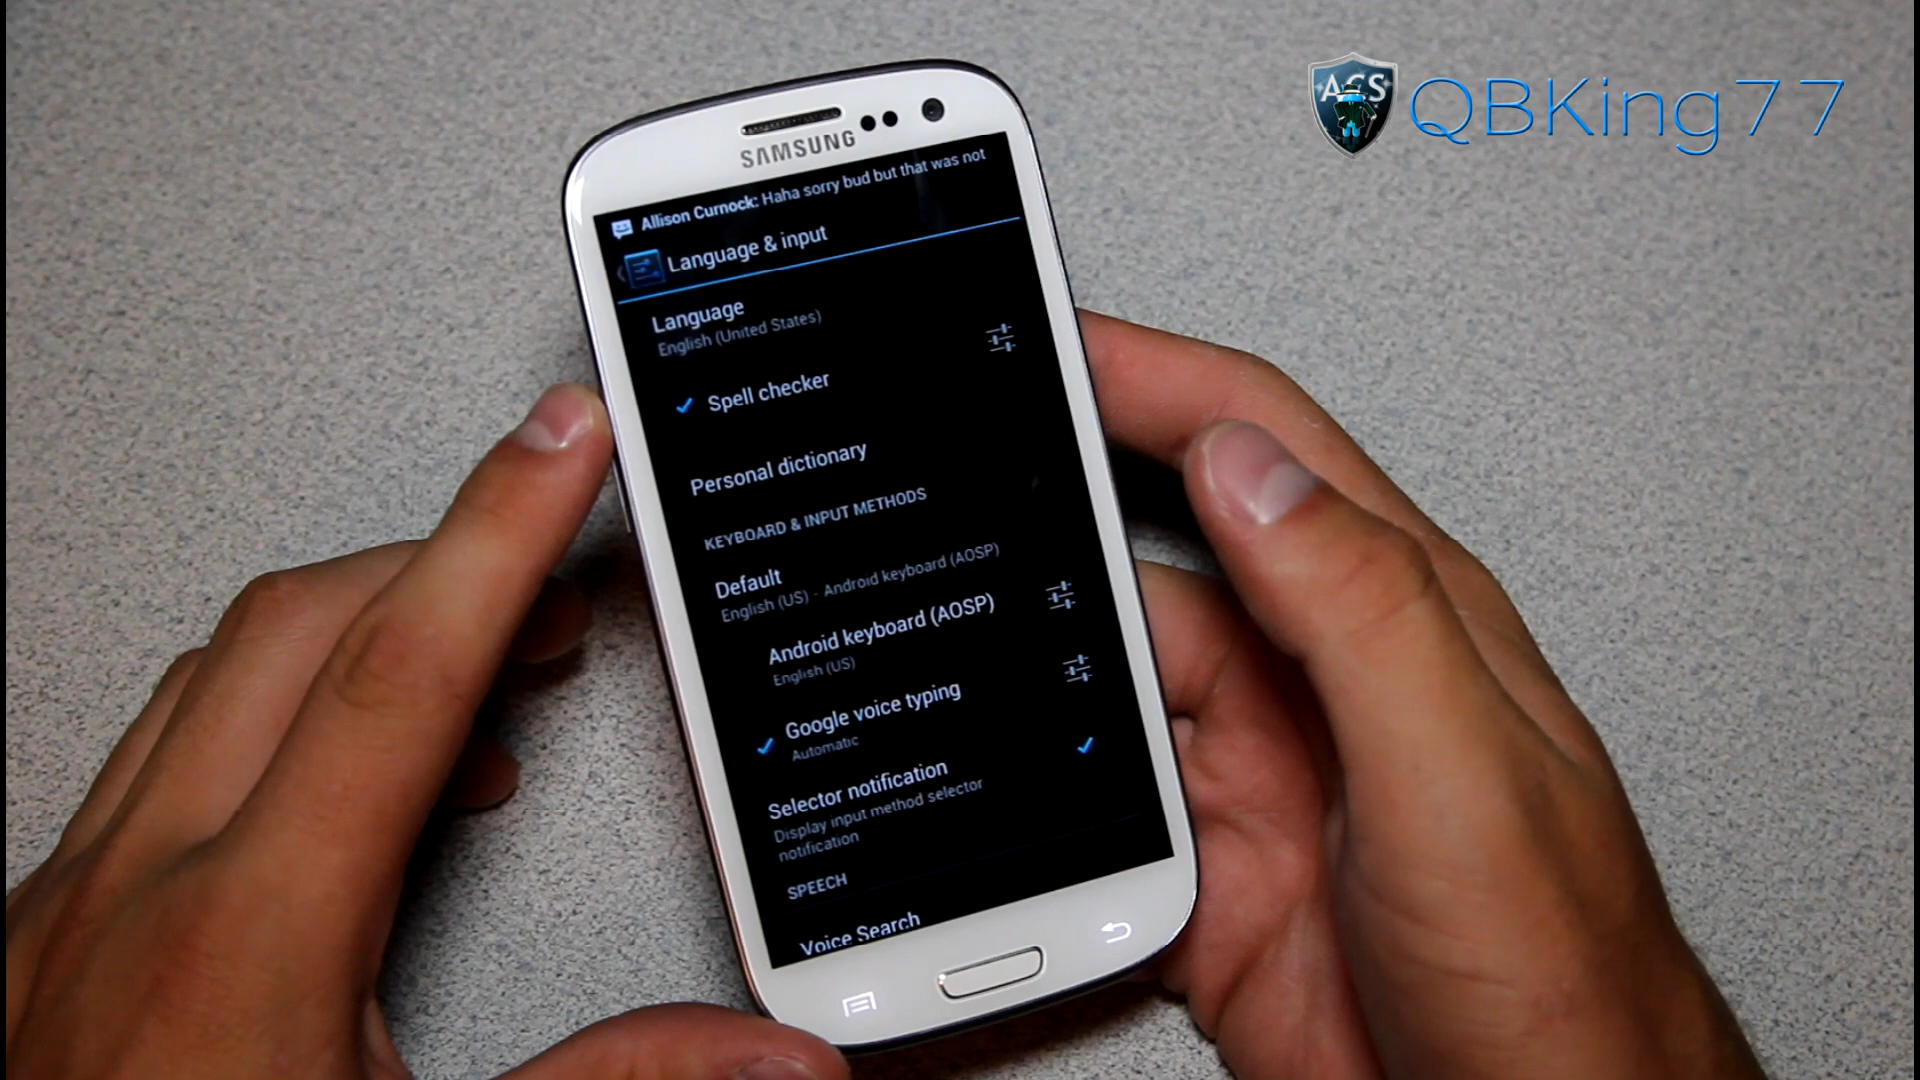 ACS QBKing77
SAMSUNG
Allison Curnock: Haha sorry bud but that was not
Language & input
Language
English (United States)
Spell checker
Personal dictionary
KEYBOARD & INPUT METHODS
Default
English (US) - Android keyboard (AOSP)
Android keyboard (AOSP)
English (US)
Google voice typing
Automatic
Selector notification
Display input method selector
notification
SPEECH
Voice Search